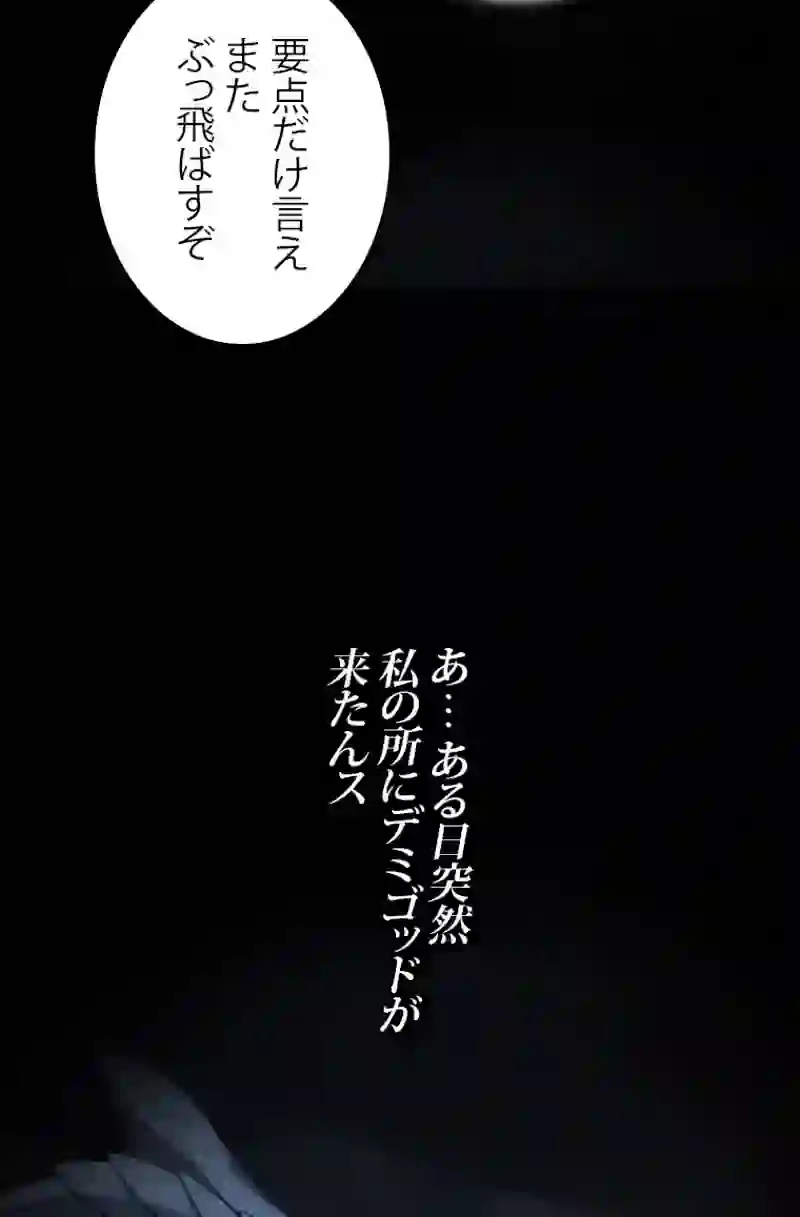 要点だけ言え
また
ぶっ飛ばすぞ
あ…ある日突然
私の所にデミゴッドが
来たんス